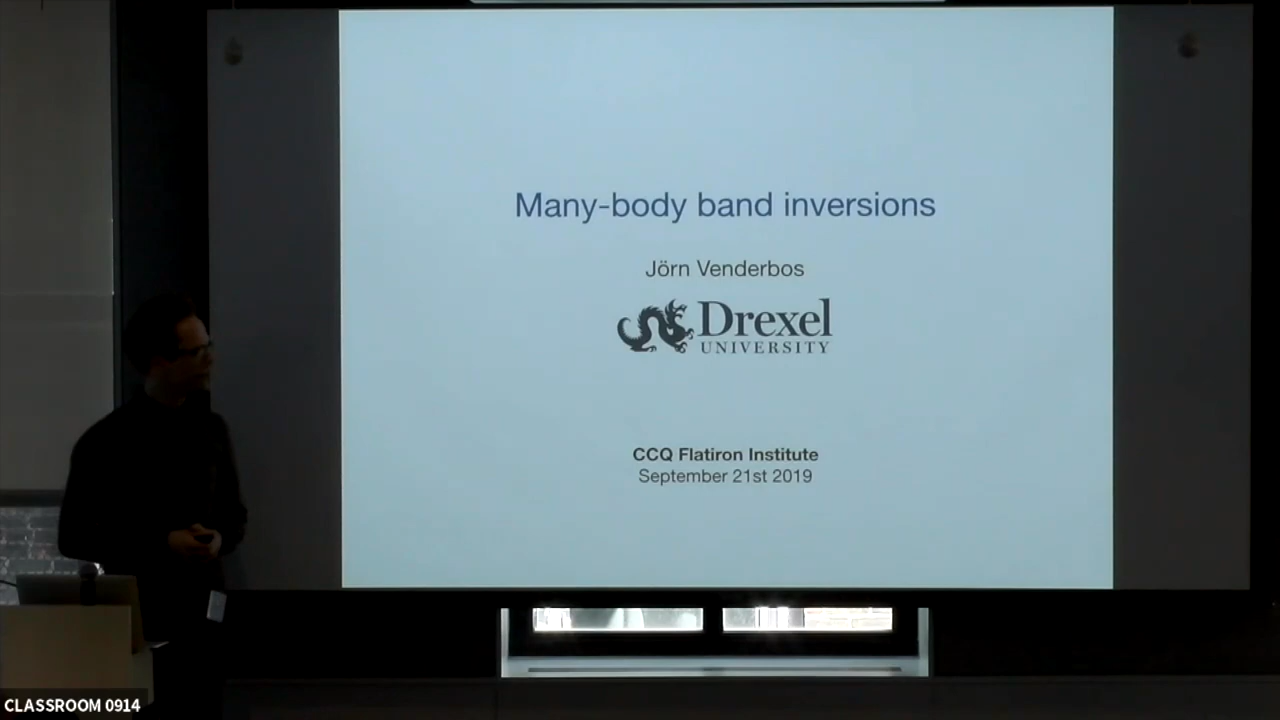 Many-body band inversions
Jörn Venderbos
Drexel
UNIVERSITY
CCQ Flatiron Institute
September 21st 2019
CLASSROOM 0914